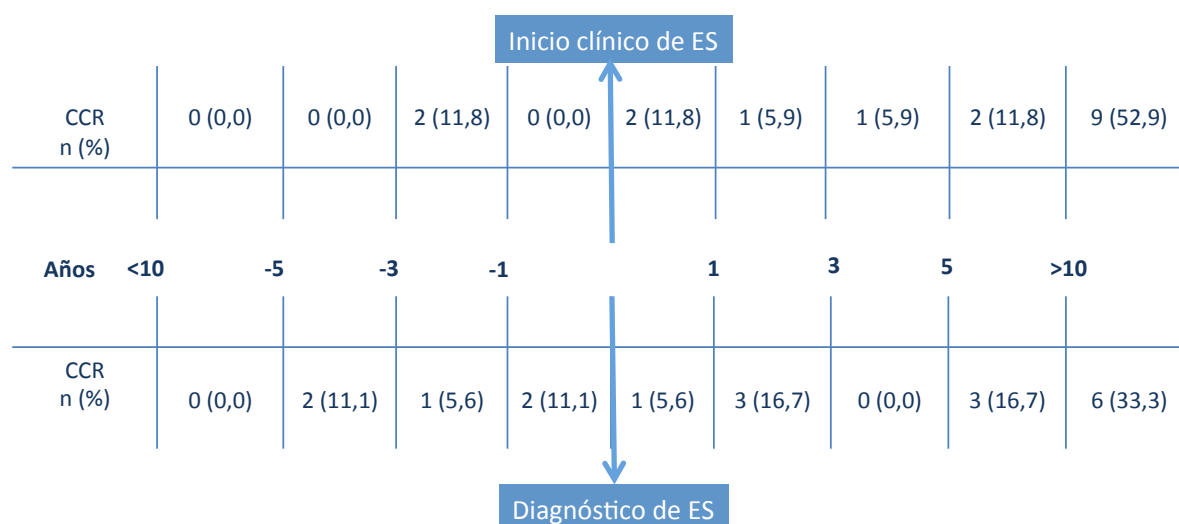 Inicio clínico de ES
CCR 0 (0,0) 0 (0,0) 2 (11,8) 0 (0,0) 2 (11,8) 1 (5,9) 1 (5,9) 2 (11,8) 9 (52,9)
n (%)
Años <10 -5 -3 -1 1 3 5 >10
CCR
n (%) 0 (0,0) 2 (11,1) 1 (5,6) 2 (11,1) 1 (5,6) 3 (16,7) 0 (0,0) 3 (16,7) 6 (33,3)
Diagnóstico de ES